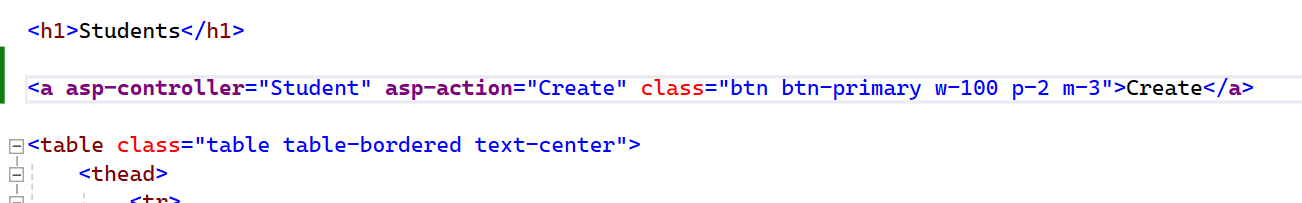 <h1>Students</h1>
<a asp-controller="Student" asp-action="Create" class="btn btn-primary w-100 p-2 m-3">Create</a>
<table class="table table-bordered text-center">
<thead>
<tr>